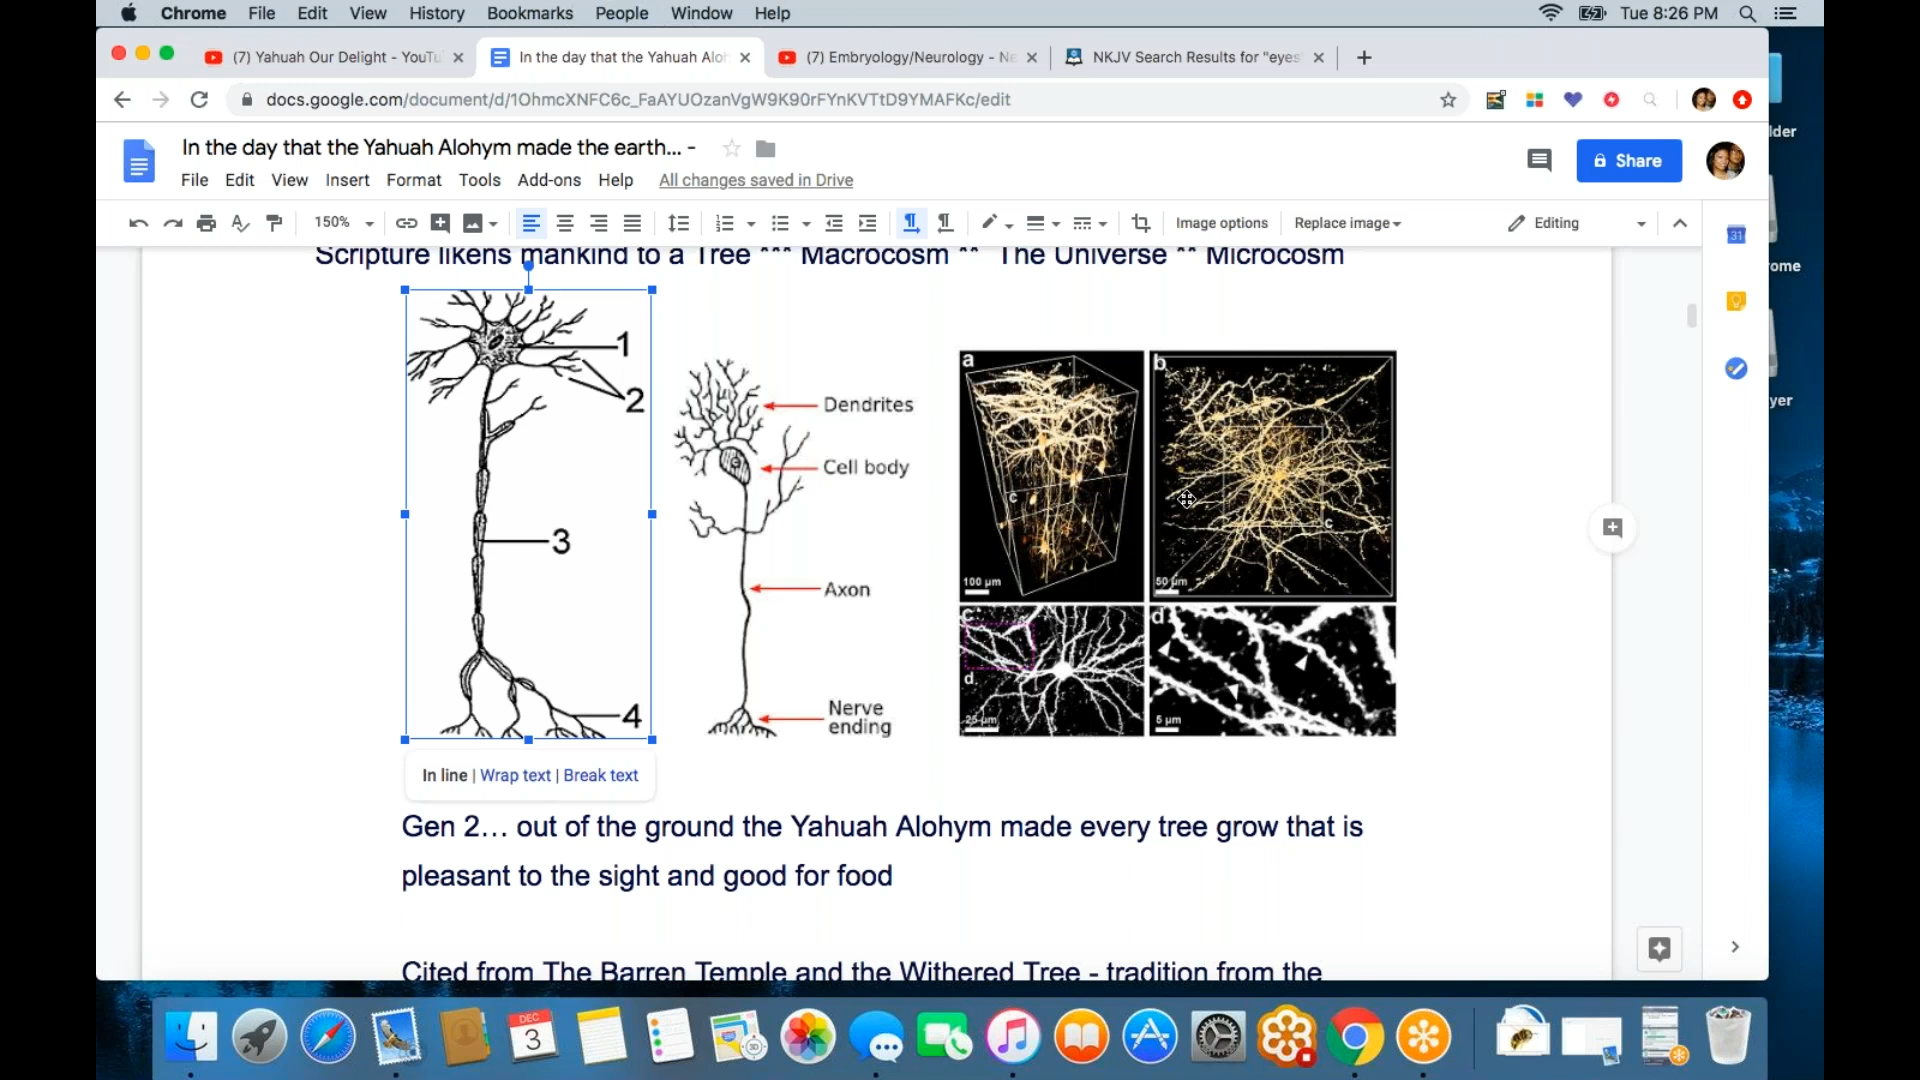 Chrome File Edit View History Bookmarks People Window Help Tue 8:26 PM
(7) Yahuah Our Delight - YouTu
In the day that the Yahuah Aloh
(7) Embryology/Neurology - Ne
NKJV Search Results for "eyes"
docs.google.com/document/d/1OhmcXNFC6c_FaAYUOzanVgW9K90rFYnKVTtD9YMAFKc/edit
In the day that the Yahuah Alohym made the earth... -
Share
File Edit View Insert Format Tools Add-ons Help All changes saved in Drive
150% Image options Replace image Editing
31
Scripture likens mankind to a Tree *** Macrocosm ** The Universe ** Microcosm
1
2
3
4
Dendrites
Cell body
Axon
Nerve
ending
a
c
100 µm
b
c
50 µm
c
d
25 µm
d
5 µm
In line | Wrap text | Break text
Gen 2… out of the ground the Yahuah Alohym made every tree grow that is
pleasant to the sight and good for food
Cited from The Barren Temple and the Withered Tree - tradition from the
lder
ome
yer
DEC
3